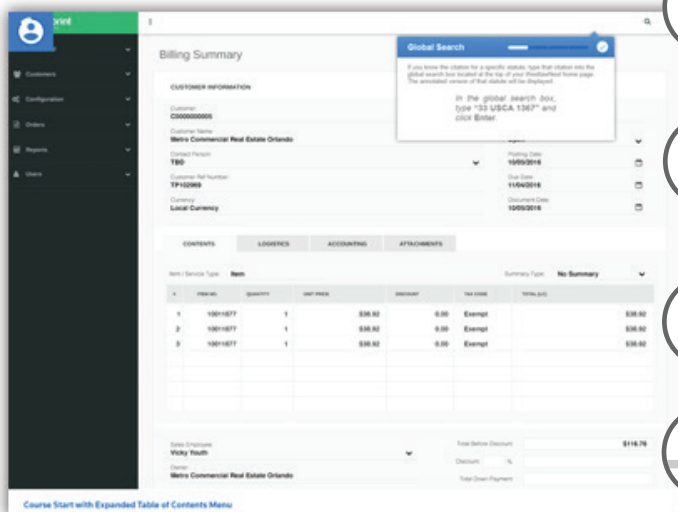 print
Customers
Configuration
Orders
Reports
Users
Billing Summary
Global Search
If you know the citation for a specific statute, type that citation into the
global search box located at the top of your WestlawNext home page.
The annotated version of that statute will be displayed.
In the global search box,
type "33 USCA 1367" and
click Enter.
CUSTOMER INFORMATION
Customer
C0000000005
Customer Name
Metro Commercial Real Estate Orlando
Contact Person
TBD
Posting Date
10/05/2016
Customer Ref Number
TP102969
Due Date
11/04/2016
Currency
Local Currency
Document Date
10/05/2016
CONTENTS LOGISTICS ACCOUNTING ATTACHMENTS
Item / Service Type Item Summary Type No Summary
# ITEM NO. QUANTITY UNIT PRICE DISCOUNT TAX CODE TOTAL (LC)
1 10011677 1 $38.92 0.00 Exempt $38.92
2 10011677 1 $38.92 0.00 Exempt $38.92
3 10011677 1 $38.92 0.00 Exempt $38.92
Sales Employee
Vicky Youth
Total Before Discount $116.76
Discount %
Owner
Metro Commercial Real Estate Orlando
Total Down Payment
Course Start with Expanded Table of Contents Menu